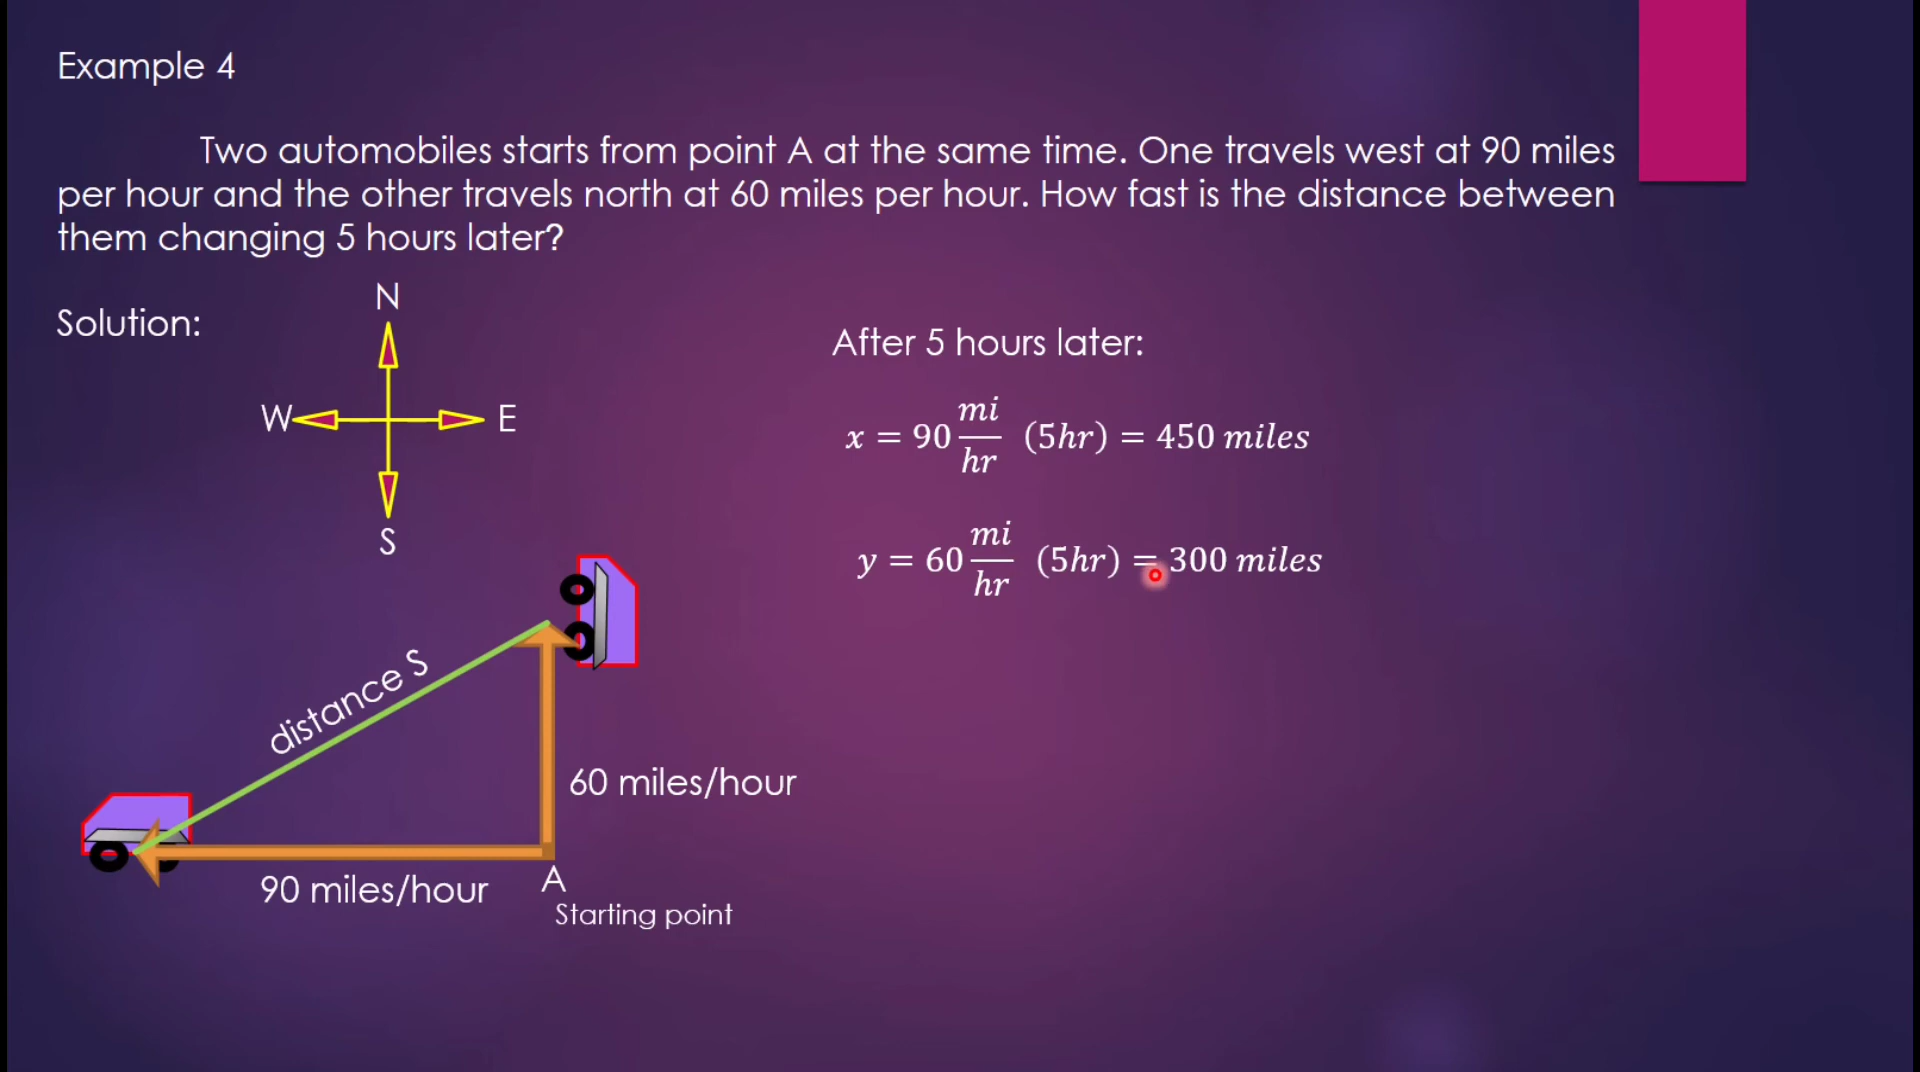 Example 4
Two automobiles starts from point A at the same time. One travels west at 90 miles
per hour and the other travels north at 60 miles per hour. How fast is the distance between
them changing 5 hours later?
Solution:
N
W E
S
After 5 hours later:
x = 90 mi/hr (5hr) = 450 miles
y = 60 mi/hr (5hr) = 300 miles
distance S
60 miles/hour
90 miles/hour
A
Starting point